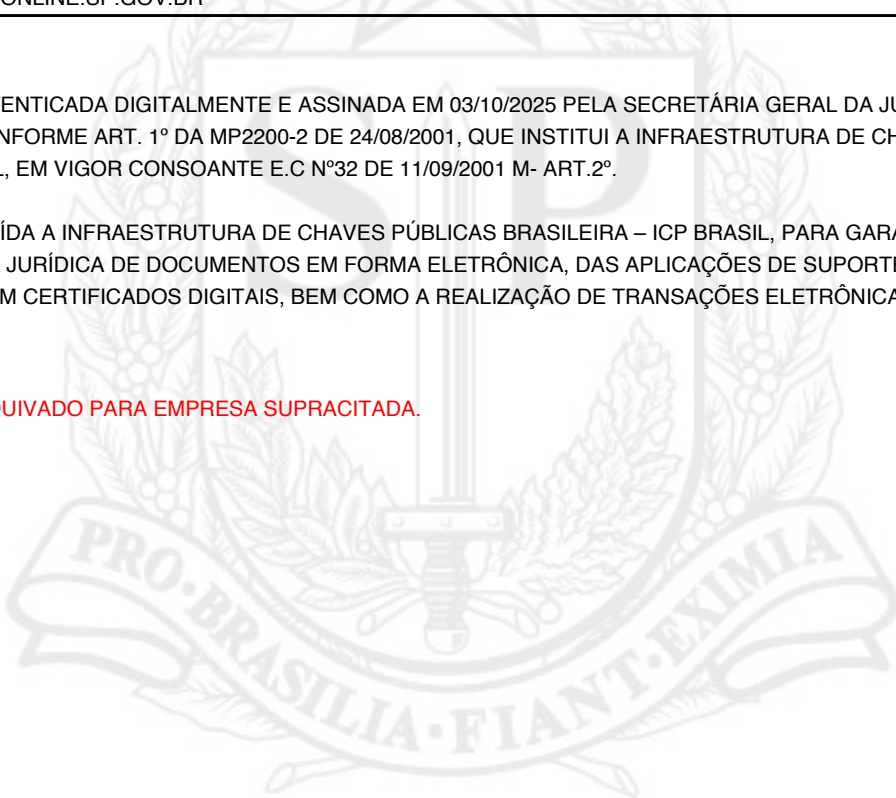 ONLINE.SP.GOV.BR
ENTICADA DIGITALMENTE E ASSINADA EM 03/10/2025 PELA SECRETÁRIA GERAL DA JU
NFORME ART. 1º DA MP2200-2 DE 24/08/2001, QUE INSTITUI A INFRAESTRUTURA DE CH
L, EM VIGOR CONSOANTE E.C Nº32 DE 11/09/2001 M- ART.2º.
ÍDA A INFRAESTRUTURA DE CHAVES PÚBLICAS BRASILEIRA – ICP BRASIL, PARA GARA
JURÍDICA DE DOCUMENTOS EM FORMA ELETRÔNICA, DAS APLICAÇÕES DE SUPORTE
M CERTIFICADOS DIGITAIS, BEM COMO A REALIZAÇÃO DE TRANSAÇÕES ELETRÔNICA
QUIVADO PARA EMPRESA SUPRACITADA.
SP
PRO·BRASILIA·FIANT·EXIMIA